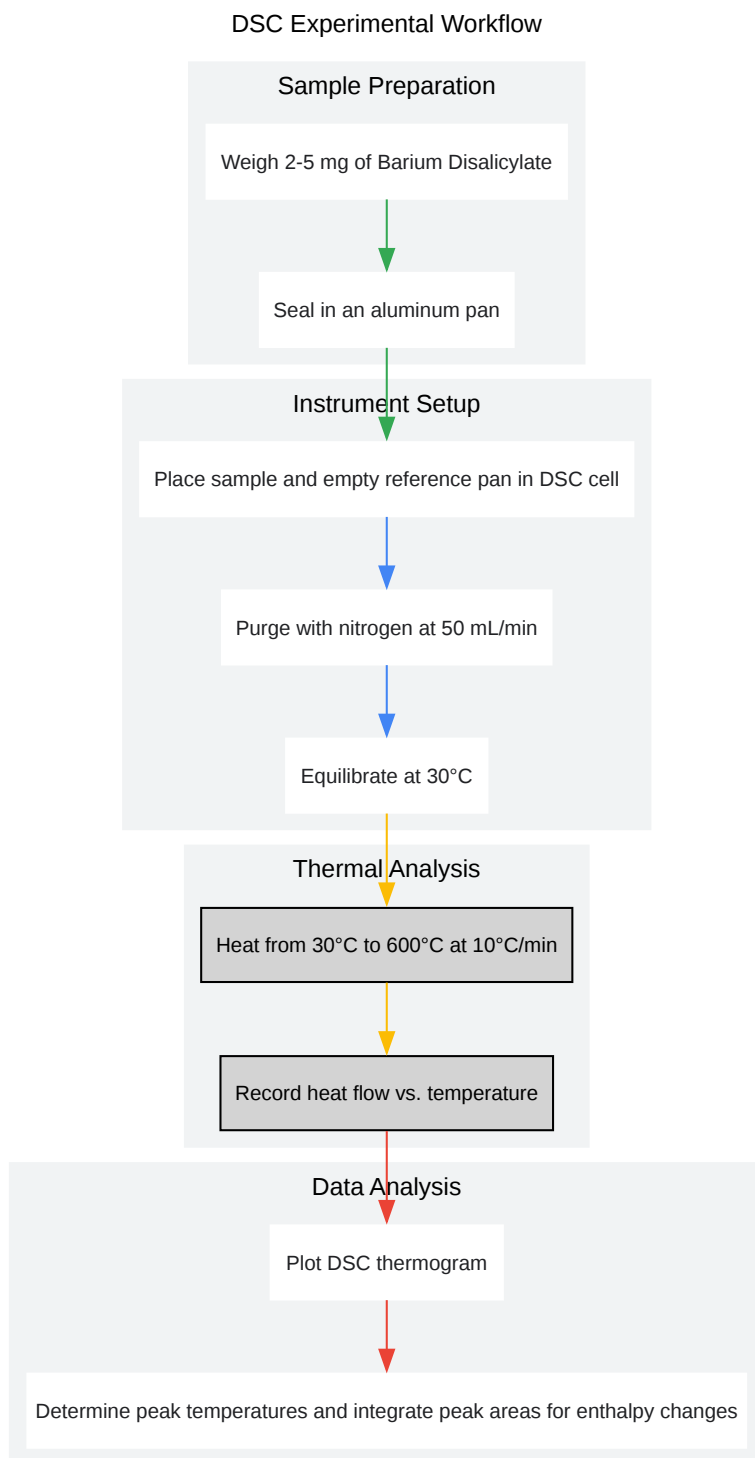 DSC Experimental Workflow
Sample Preparation
Weigh 2-5 mg of Barium Disalicylate
Seal in an aluminum pan
Instrument Setup
Place sample and empty reference pan in DSC cell
Purge with nitrogen at 50 mL/min
Equilibrate at 30°C
Thermal Analysis
Heat from 30°C to 600°C at 10°C/min
Record heat flow vs. temperature
Data Analysis
Plot DSC thermogram
Determine peak temperatures and integrate peak areas for enthalpy changes